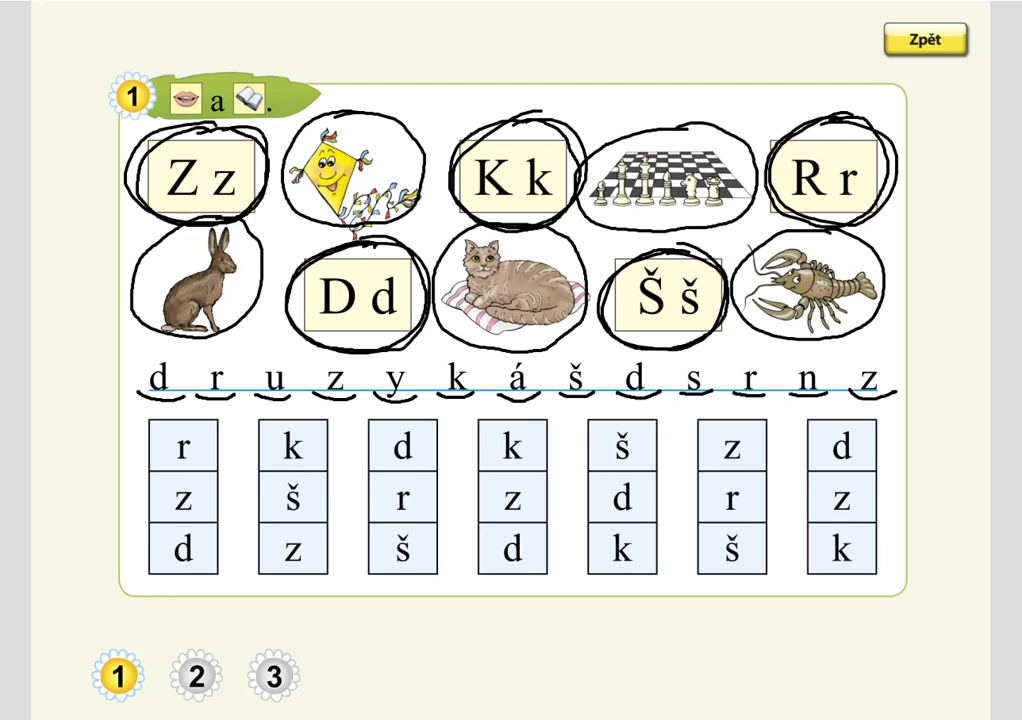 Zpět
1 a .
Z z K k R r
D d Š š
d r u z y k á š d s r n z
r k d k š z d
z š r z d r z
d z š d k š k
1 2 3